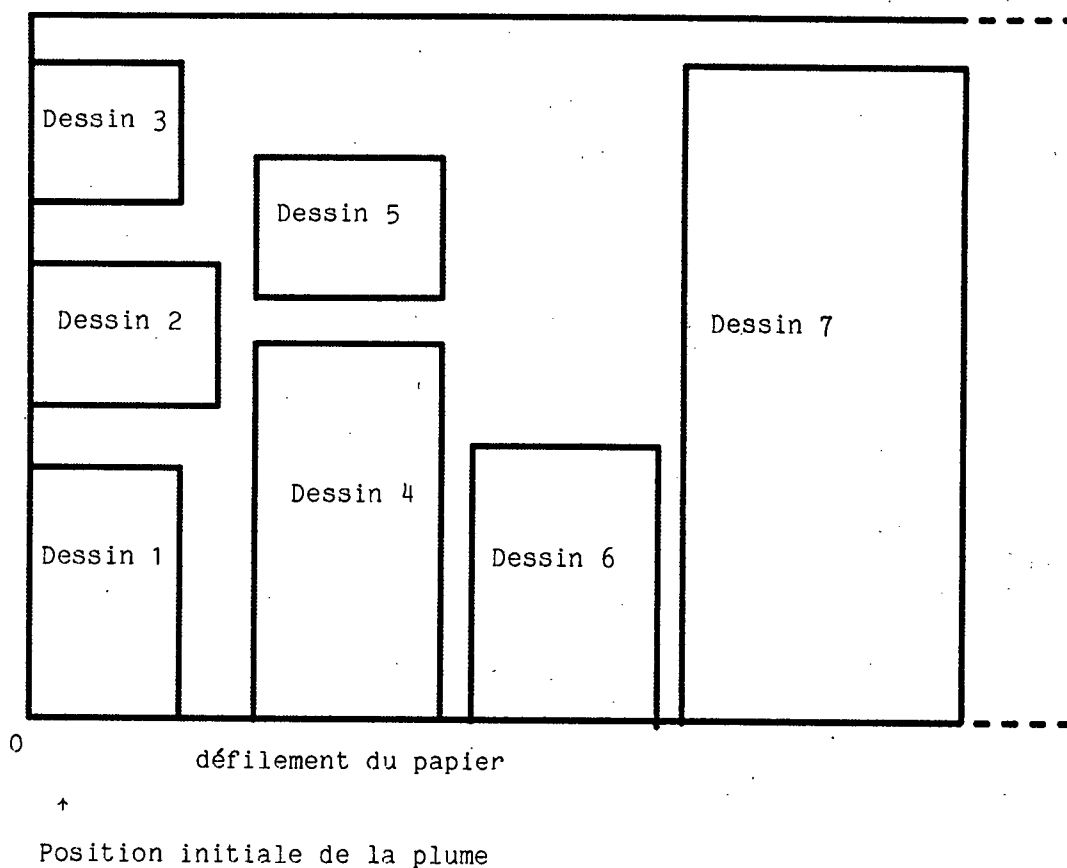 Dessin 3
Dessin 5
Dessin 2
Dessin 7
Dessin 4
Dessin 1
Dessin 6
0
défilement du papier
↑
Position initiale de la plume